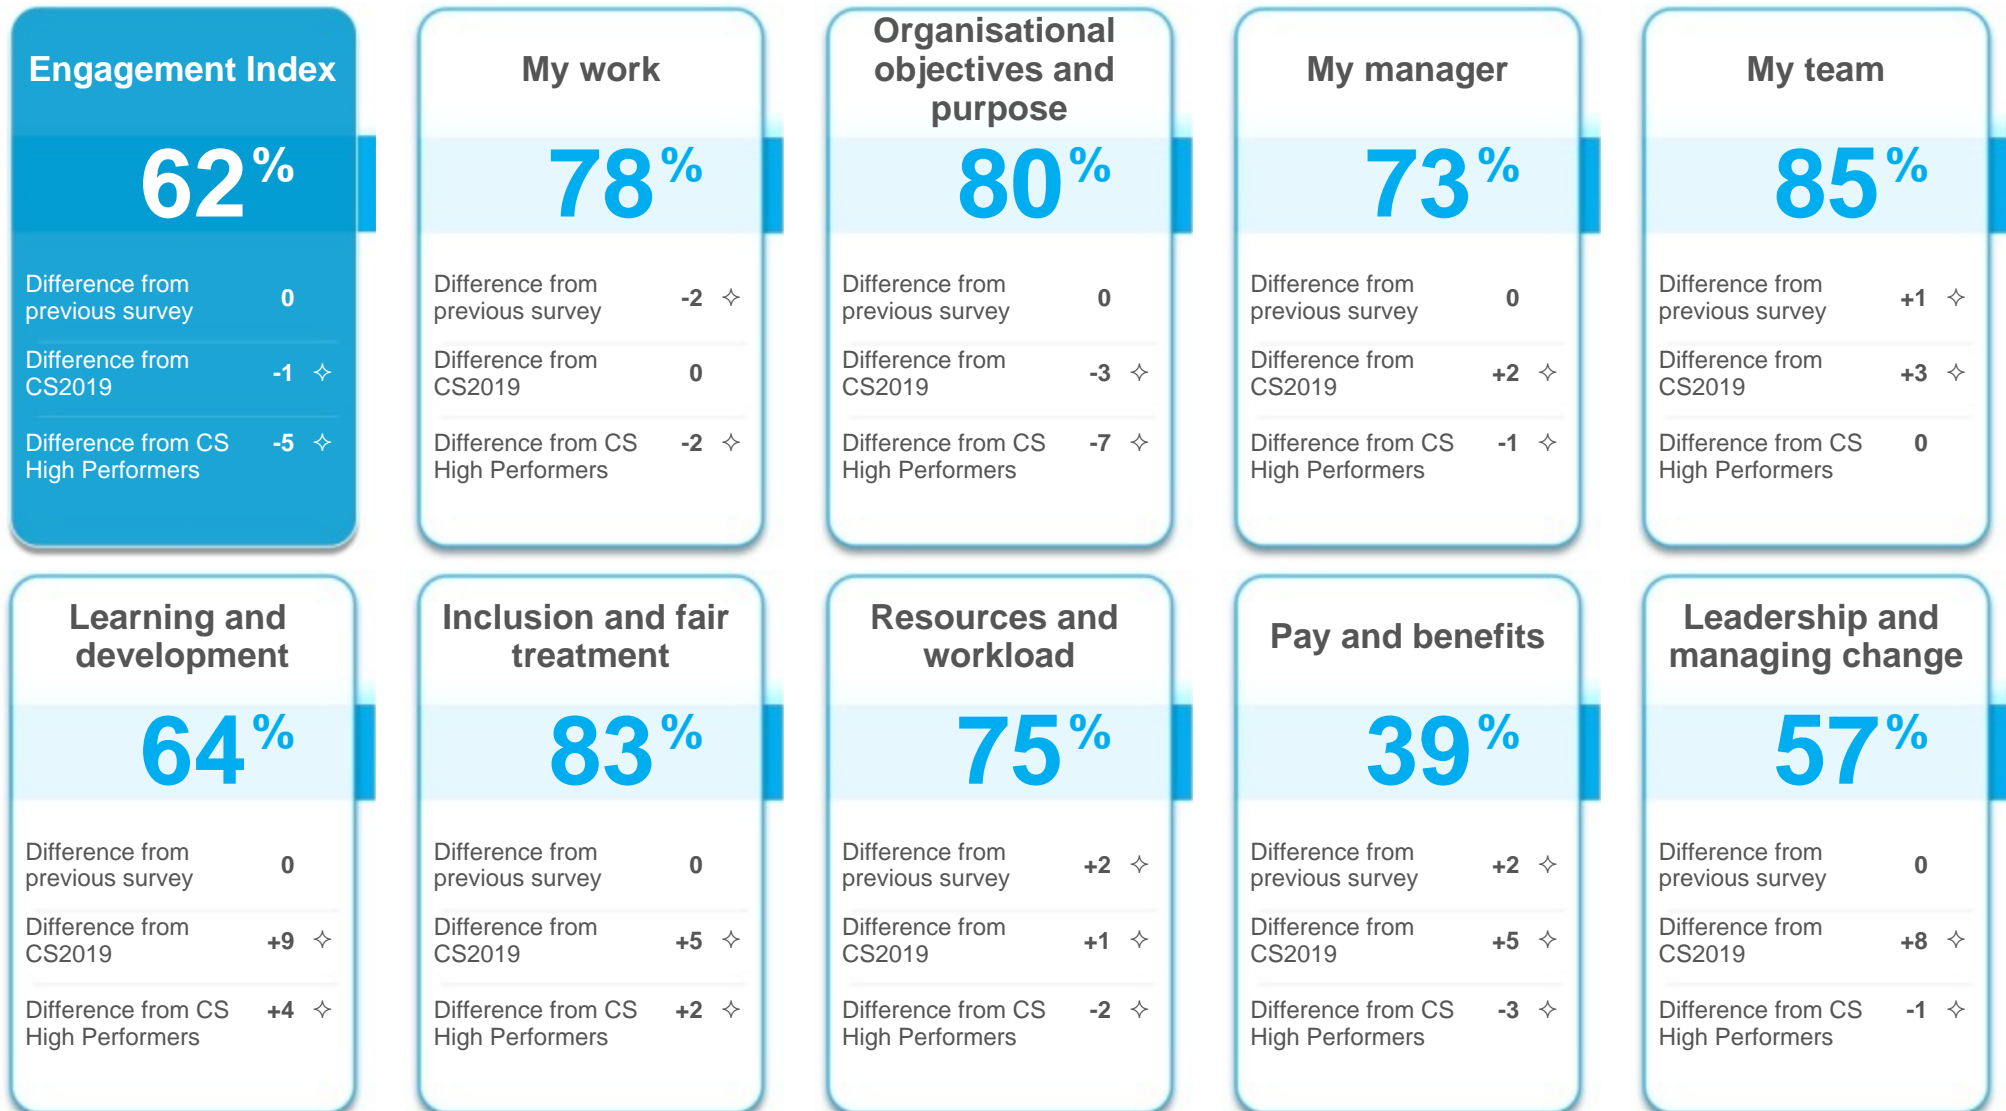 Engagement Index
62%
Difference from
previous survey
0
Difference from
CS2019
-1 ✧
Difference from CS
High Performers
-5 ✧
My work
78%
Difference from
previous survey
-2 ✧
Difference from
CS2019
0
Difference from CS
High Performers
-2 ✧
Organisational
objectives and
purpose
80%
Difference from
previous survey
0
Difference from
CS2019
-3 ✧
Difference from CS
High Performers
-7 ✧
My manager
73%
Difference from
previous survey
0
Difference from
CS2019
+2 ✧
Difference from CS
High Performers
-1 ✧
My team
85%
Difference from
previous survey
+1 ✧
Difference from
CS2019
+3 ✧
Difference from CS
High Performers
0
Learning and
development
64%
Difference from
previous survey
0
Difference from
CS2019
+9 ✧
Difference from CS
High Performers
+4 ✧
Inclusion and fair
treatment
83%
Difference from
previous survey
0
Difference from
CS2019
+5 ✧
Difference from CS
High Performers
+2 ✧
Resources and
workload
75%
Difference from
previous survey
+2 ✧
Difference from
CS2019
+1 ✧
Difference from CS
High Performers
-2 ✧
Pay and benefits
39%
Difference from
previous survey
+2 ✧
Difference from
CS2019
+5 ✧
Difference from CS
High Performers
-3 ✧
Leadership and
managing change
57%
Difference from
previous survey
0
Difference from
CS2019
+8 ✧
Difference from CS
High Performers
-1 ✧